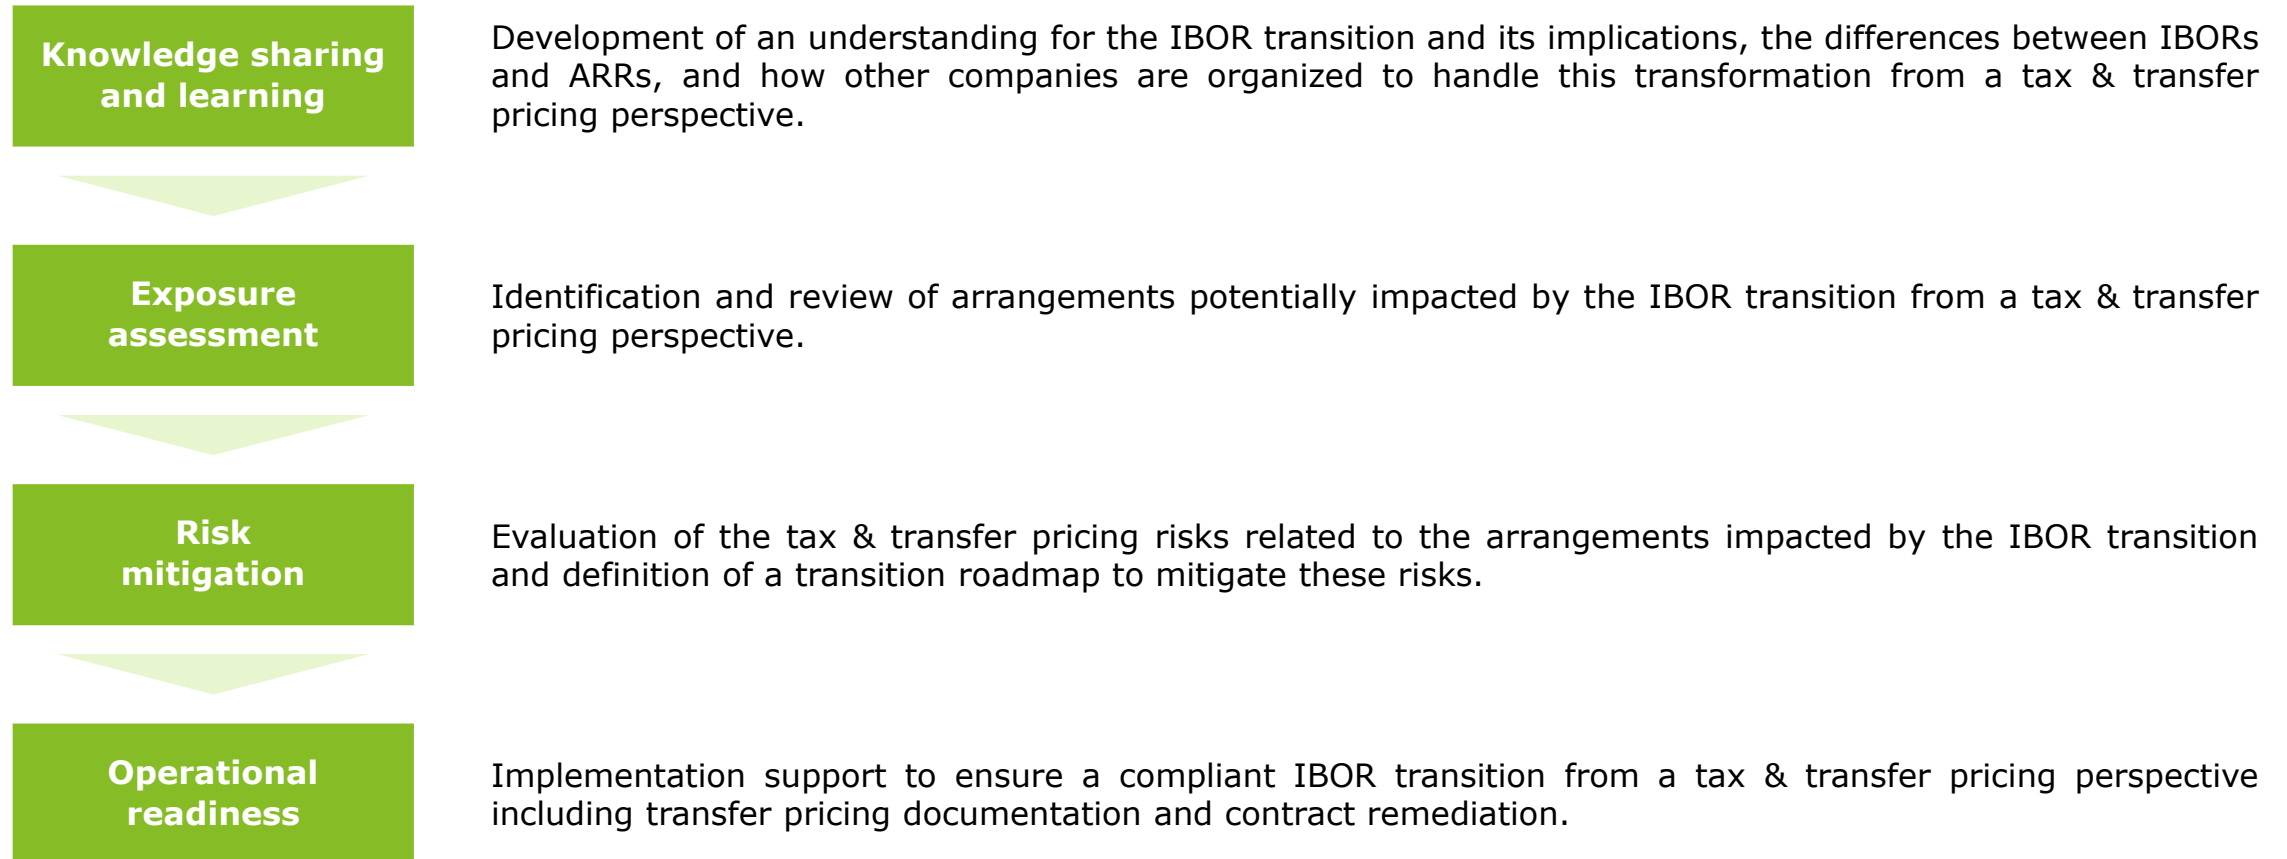 Knowledge sharing
and learning
Development of an understanding for the IBOR transition and its implications, the differences between IBORs
and ARRs, and how other companies are organized to handle this transformation from a tax & transfer
pricing perspective.
Exposure
assessment
Identification and review of arrangements potentially impacted by the IBOR transition from a tax & transfer
pricing perspective.
Risk
mitigation
Evaluation of the tax & transfer pricing risks related to the arrangements impacted by the IBOR transition
and definition of a transition roadmap to mitigate these risks.
Operational
readiness
Implementation support to ensure a compliant IBOR transition from a tax & transfer pricing perspective
including transfer pricing documentation and contract remediation.